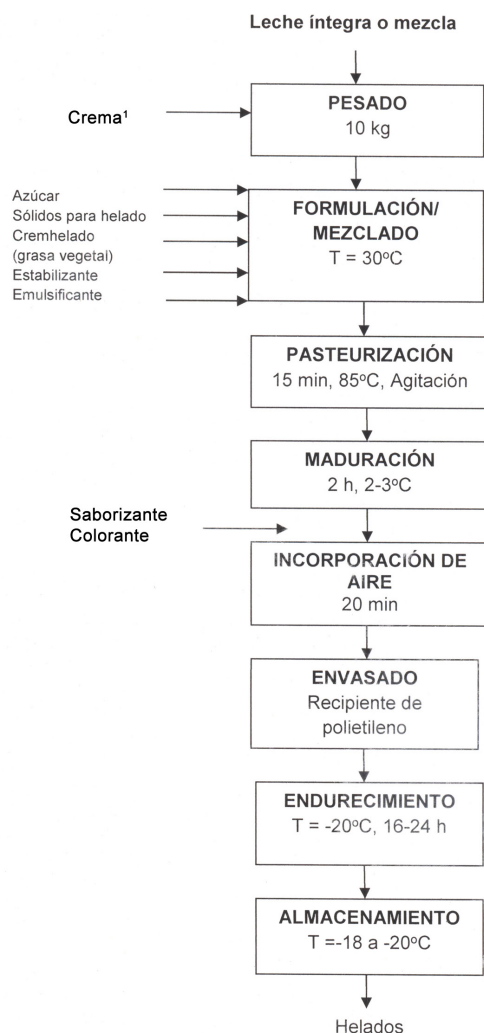 Leche íntegra o mezcla
Crema¹
PESADO
10 kg
Azúcar
Sólidos para helado
Cremhelado
(grasa vegetal)
Estabilizante
Emulsificante
FORMULACIÓN/
MEZCLADO
T = 30ºC
PASTEURIZACIÓN
15 min, 85ºC, Agitación
MADURACIÓN
2 h, 2-3ºC
Saborizante
Colorante
INCORPORACIÓN DE
AIRE
20 min
ENVASADO
Recipiente de
polietileno
ENDURECIMIENTO
T = -20ºC, 16-24 h
ALMACENAMIENTO
T =-18 a -20ºC
Helados